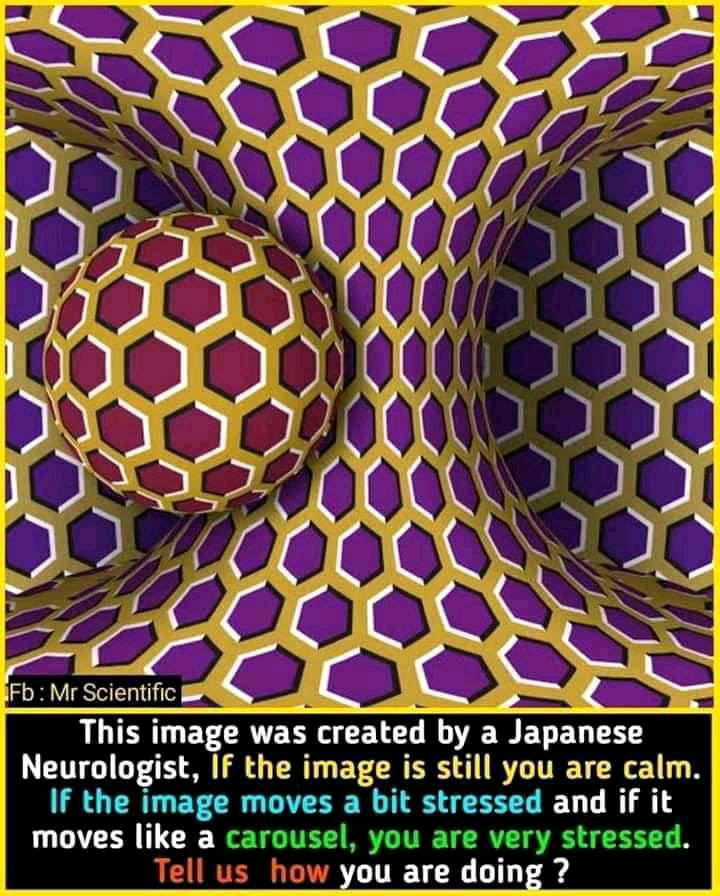 Fb : Mr Scientific
This image was created by a Japanese
Neurologist, If the image is still you are calm.
If the image moves a bit stressed and if it
moves like a carousel, you are very stressed.
Tell us how you are doing ?